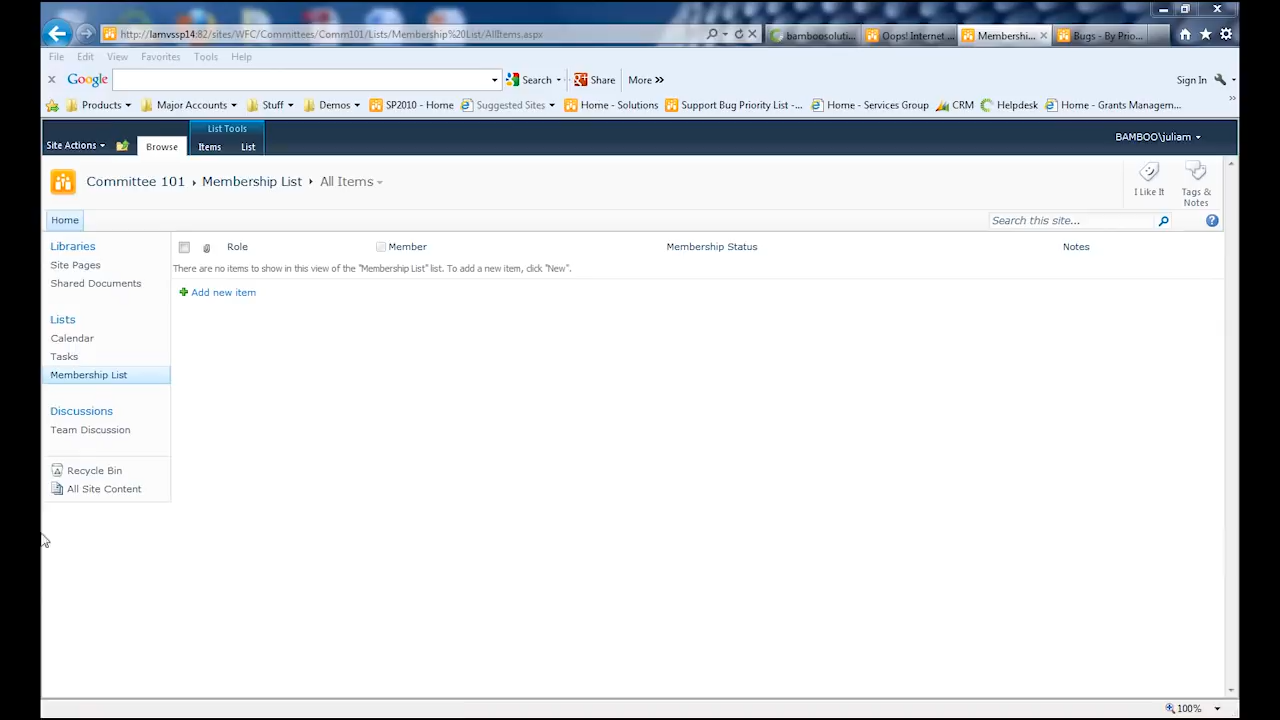 http://lamvssp14:82/sites/WFC/Committees/Comm101/Lists/Membership%20List/AllItems.aspx
bamboosoluti...
Oops! Internet ...
Membershi...
Bugs - By Prio...
File Edit View Favorites Tools Help
Google Search Share More »
Sign In
Products Major Accounts Stuff Demos SP2010 - Home Suggested Sites Home - Solutions Support Bug Priority List -... Home - Services Group CRM Helpdesk Home - Grants Managem...
List Tools
Site Actions Browse Items List
BAMBOO\juliam
Committee 101 Membership List All Items
I Like It
Tags & Notes
Home
Search this site...
Libraries
Site Pages
Shared Documents
Lists
Calendar
Tasks
Membership List
Discussions
Team Discussion
Recycle Bin
All Site Content
Role Member Membership Status Notes
There are no items to show in this view of the "Membership List" list. To add a new item, click "New".
Add new item
100%